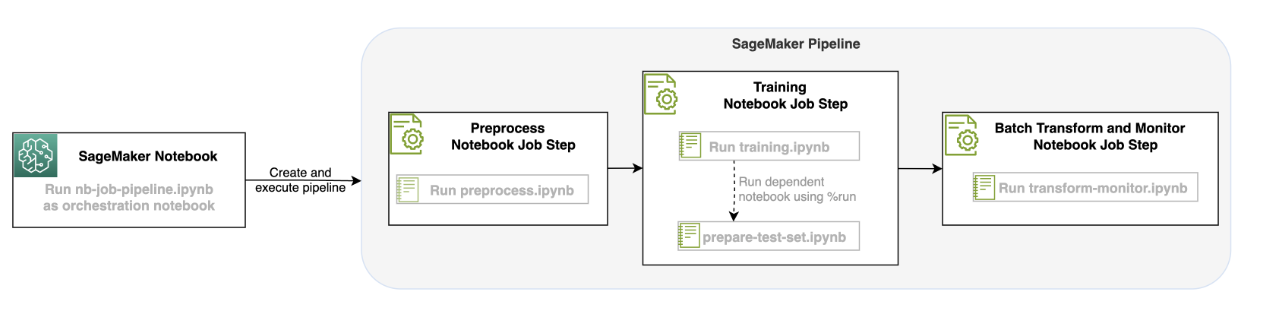 SageMaker Pipeline
SageMaker Notebook
Run nb-job-pipeline.ipynb
as orchestration notebook
Create and
execute pipeline
Preprocess
Notebook Job Step
Run preprocess.ipynb
Training
Notebook Job Step
Run training.ipynb
Run dependent
notebook using %run
prepare-test-set.ipynb
Batch Transform and Monitor
Notebook Job Step
Run transform-monitor.ipynb